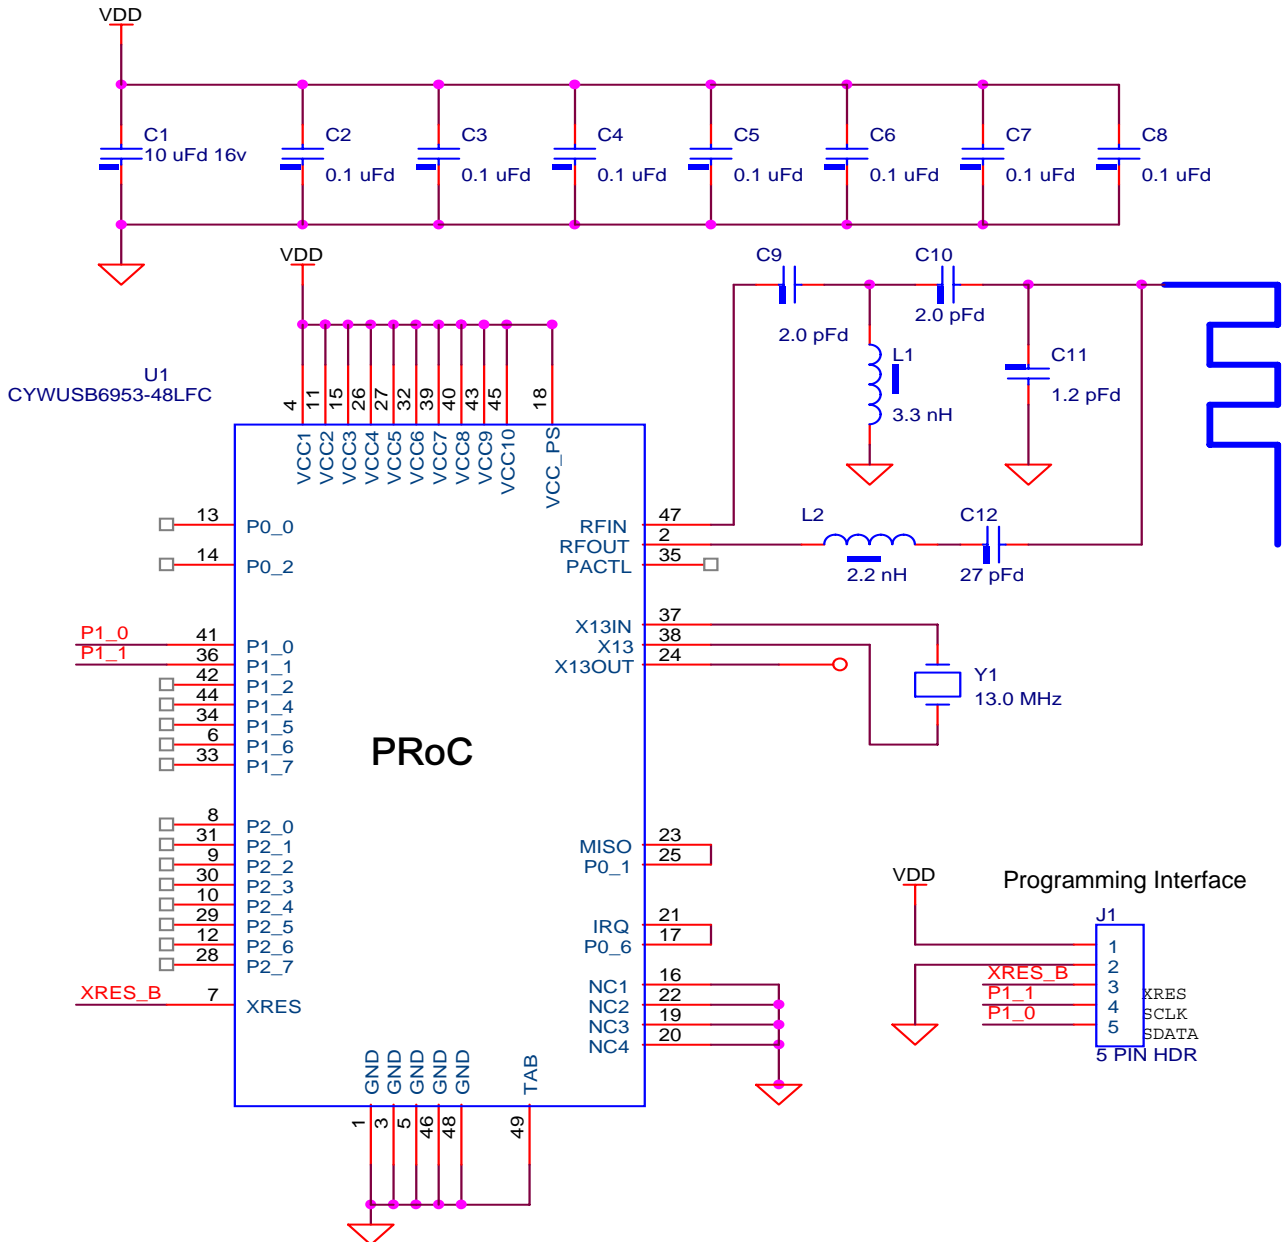 VDD
C1
10 uFd 16v
C2
0.1 uFd
C3
0.1 uFd
C4
0.1 uFd
C5
0.1 uFd
C6
0.1 uFd
C7
0.1 uFd
C8
0.1 uFd
VDD
C9
2.0 pFd
C10
2.0 pFd
L1
3.3 nH
C11
1.2 pFd
U1
CYWUSB6953-48LFC
4 11 15 26 27 32 39 40 43 45 18
VCC1 VCC2 VCC3 VCC4 VCC5 VCC6 VCC7 VCC8 VCC9 VCC10 VCC_PS
13 P0_0
14 P0_2
P1_0 41 P1_0
P1_1 36 P1_1
42 P1_2
44 P1_4
34 P1_5
6 P1_6
33 P1_7
8 P2_0
31 P2_1
9 P2_2
30 P2_3
10 P2_4
29 P2_5
12 P2_6
28 P2_7
XRES_B 7 XRES
PRoC
RFIN 47
RFOUT 2
PACTL 35
L2
2.2 nH
C12
27 pFd
X13IN 37
X13 38
X13OUT 24
Y1
13.0 MHz
MISO 23
P0_1 25
IRQ 21
P0_6 17
NC1 16
NC2 22
NC3 19
NC4 20
GND GND GND GND GND TAB
1 3 5 46 48 49
VDD
Programming Interface
J1
1
2
XRES_B 3 XRES
P1_1 4 SCLK
P1_0 5 SDATA
5 PIN HDR